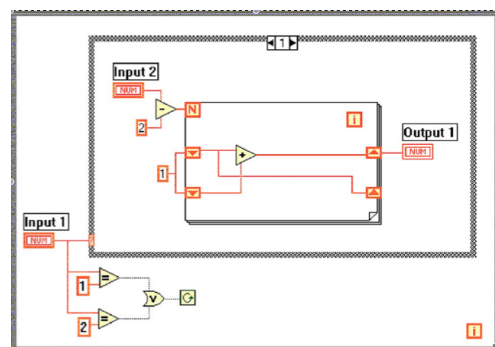 1
Input 2
NUM
-
N
2
i
Output 1
+
NUM
1
Input 1
NUM
?
=
1
V
=
2
i